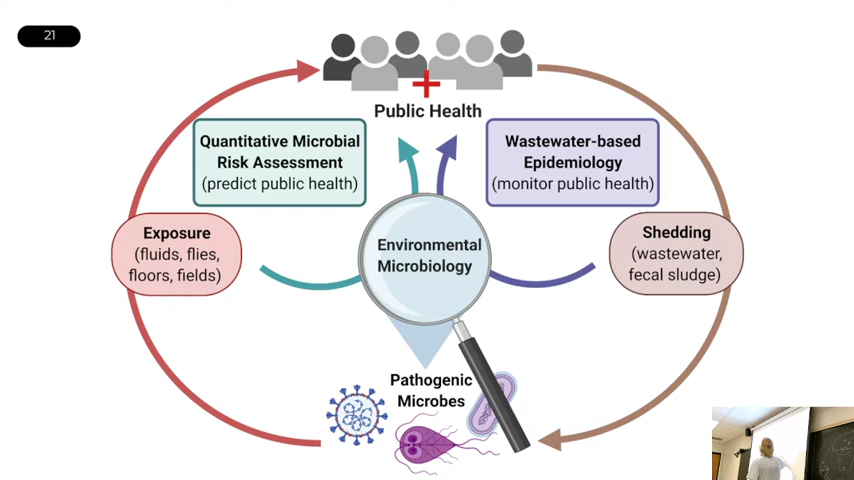 21
Public Health
Quantitative Microbial
Risk Assessment
(predict public health)
Wastewater-based
Epidemiology
(monitor public health)
Exposure
(fluids, flies,
floors, fields)
Environmental
Microbiology
Shedding
(wastewater,
fecal sludge)
Pathogenic
Microbes